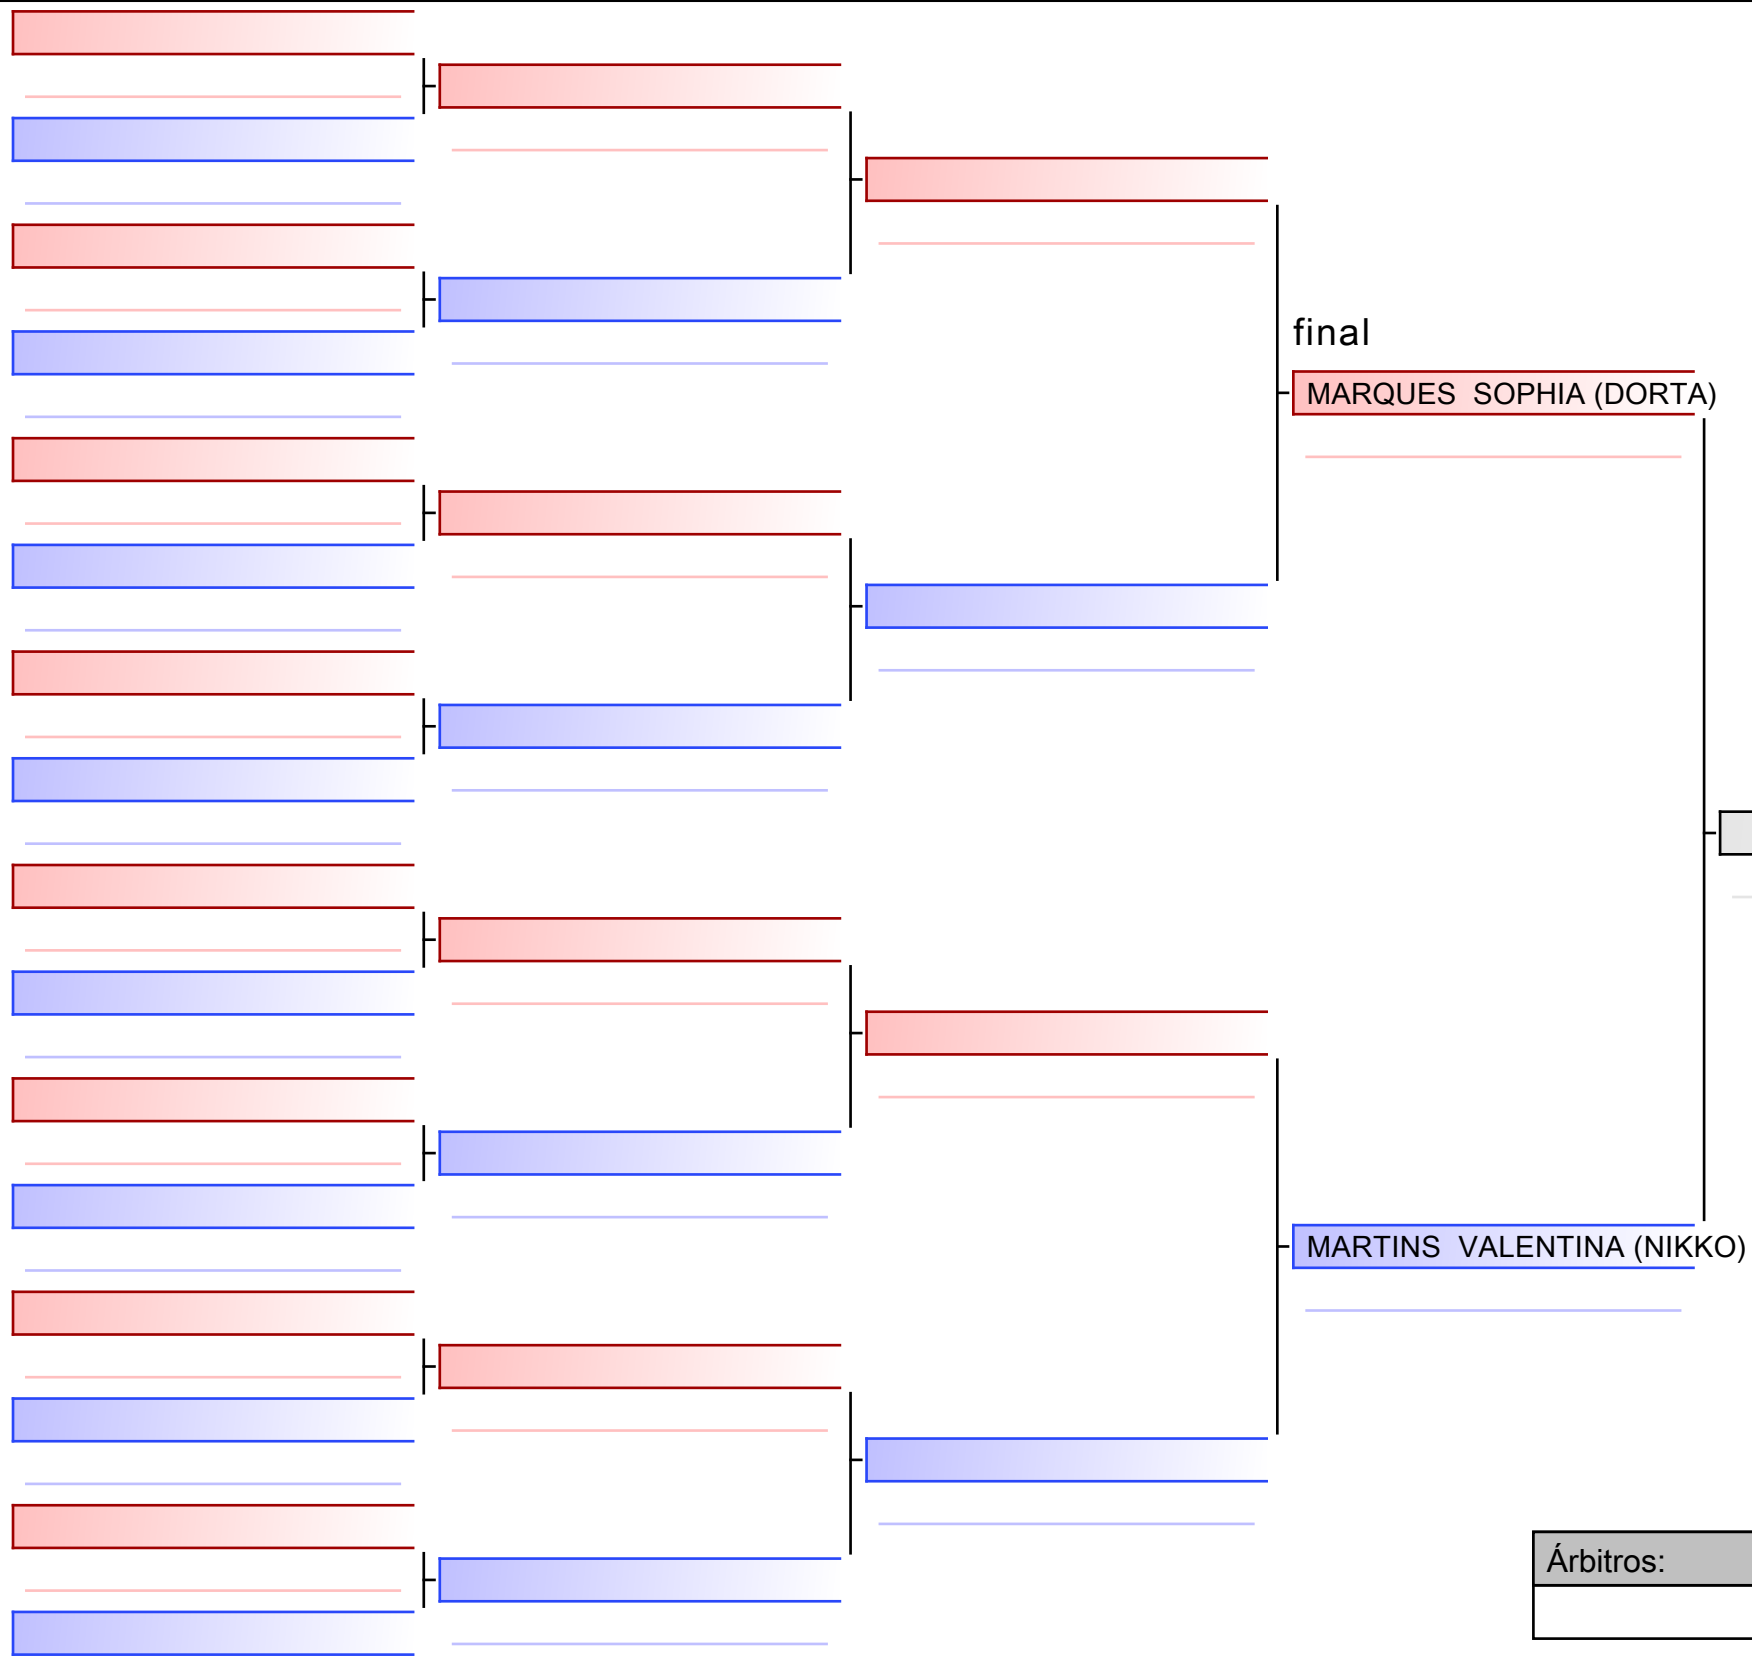 final
MARQUES  SOPHIA (DORTA)
MARTINS  VALENTINA (NIKKO)
Árbitros: